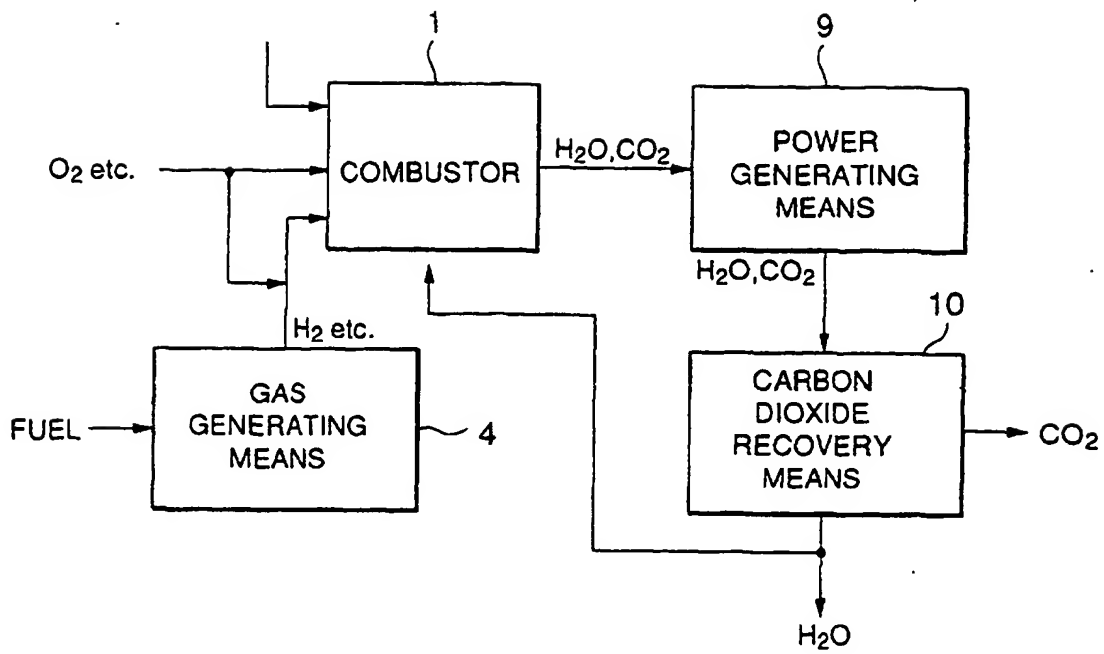 1
9
O₂ etc.
COMBUSTOR
H₂O,CO₂
POWER
GENERATING
MEANS
H₂O,CO₂
H₂ etc.
10
FUEL
GAS
GENERATING
MEANS
4
CARBON
DIOXIDE
RECOVERY
MEANS
CO₂
H₂O